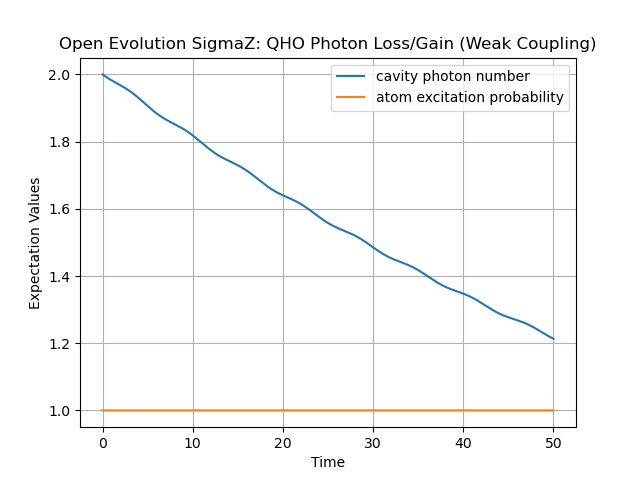 Open Evolution SigmaZ: QHO Photon Loss/Gain (Weak Coupling)
cavity photon number
atom excitation probability
2.0
1.8
1.6
1.4
1.2
1.0
Expectation Values
0 10 20 30 40 50
Time